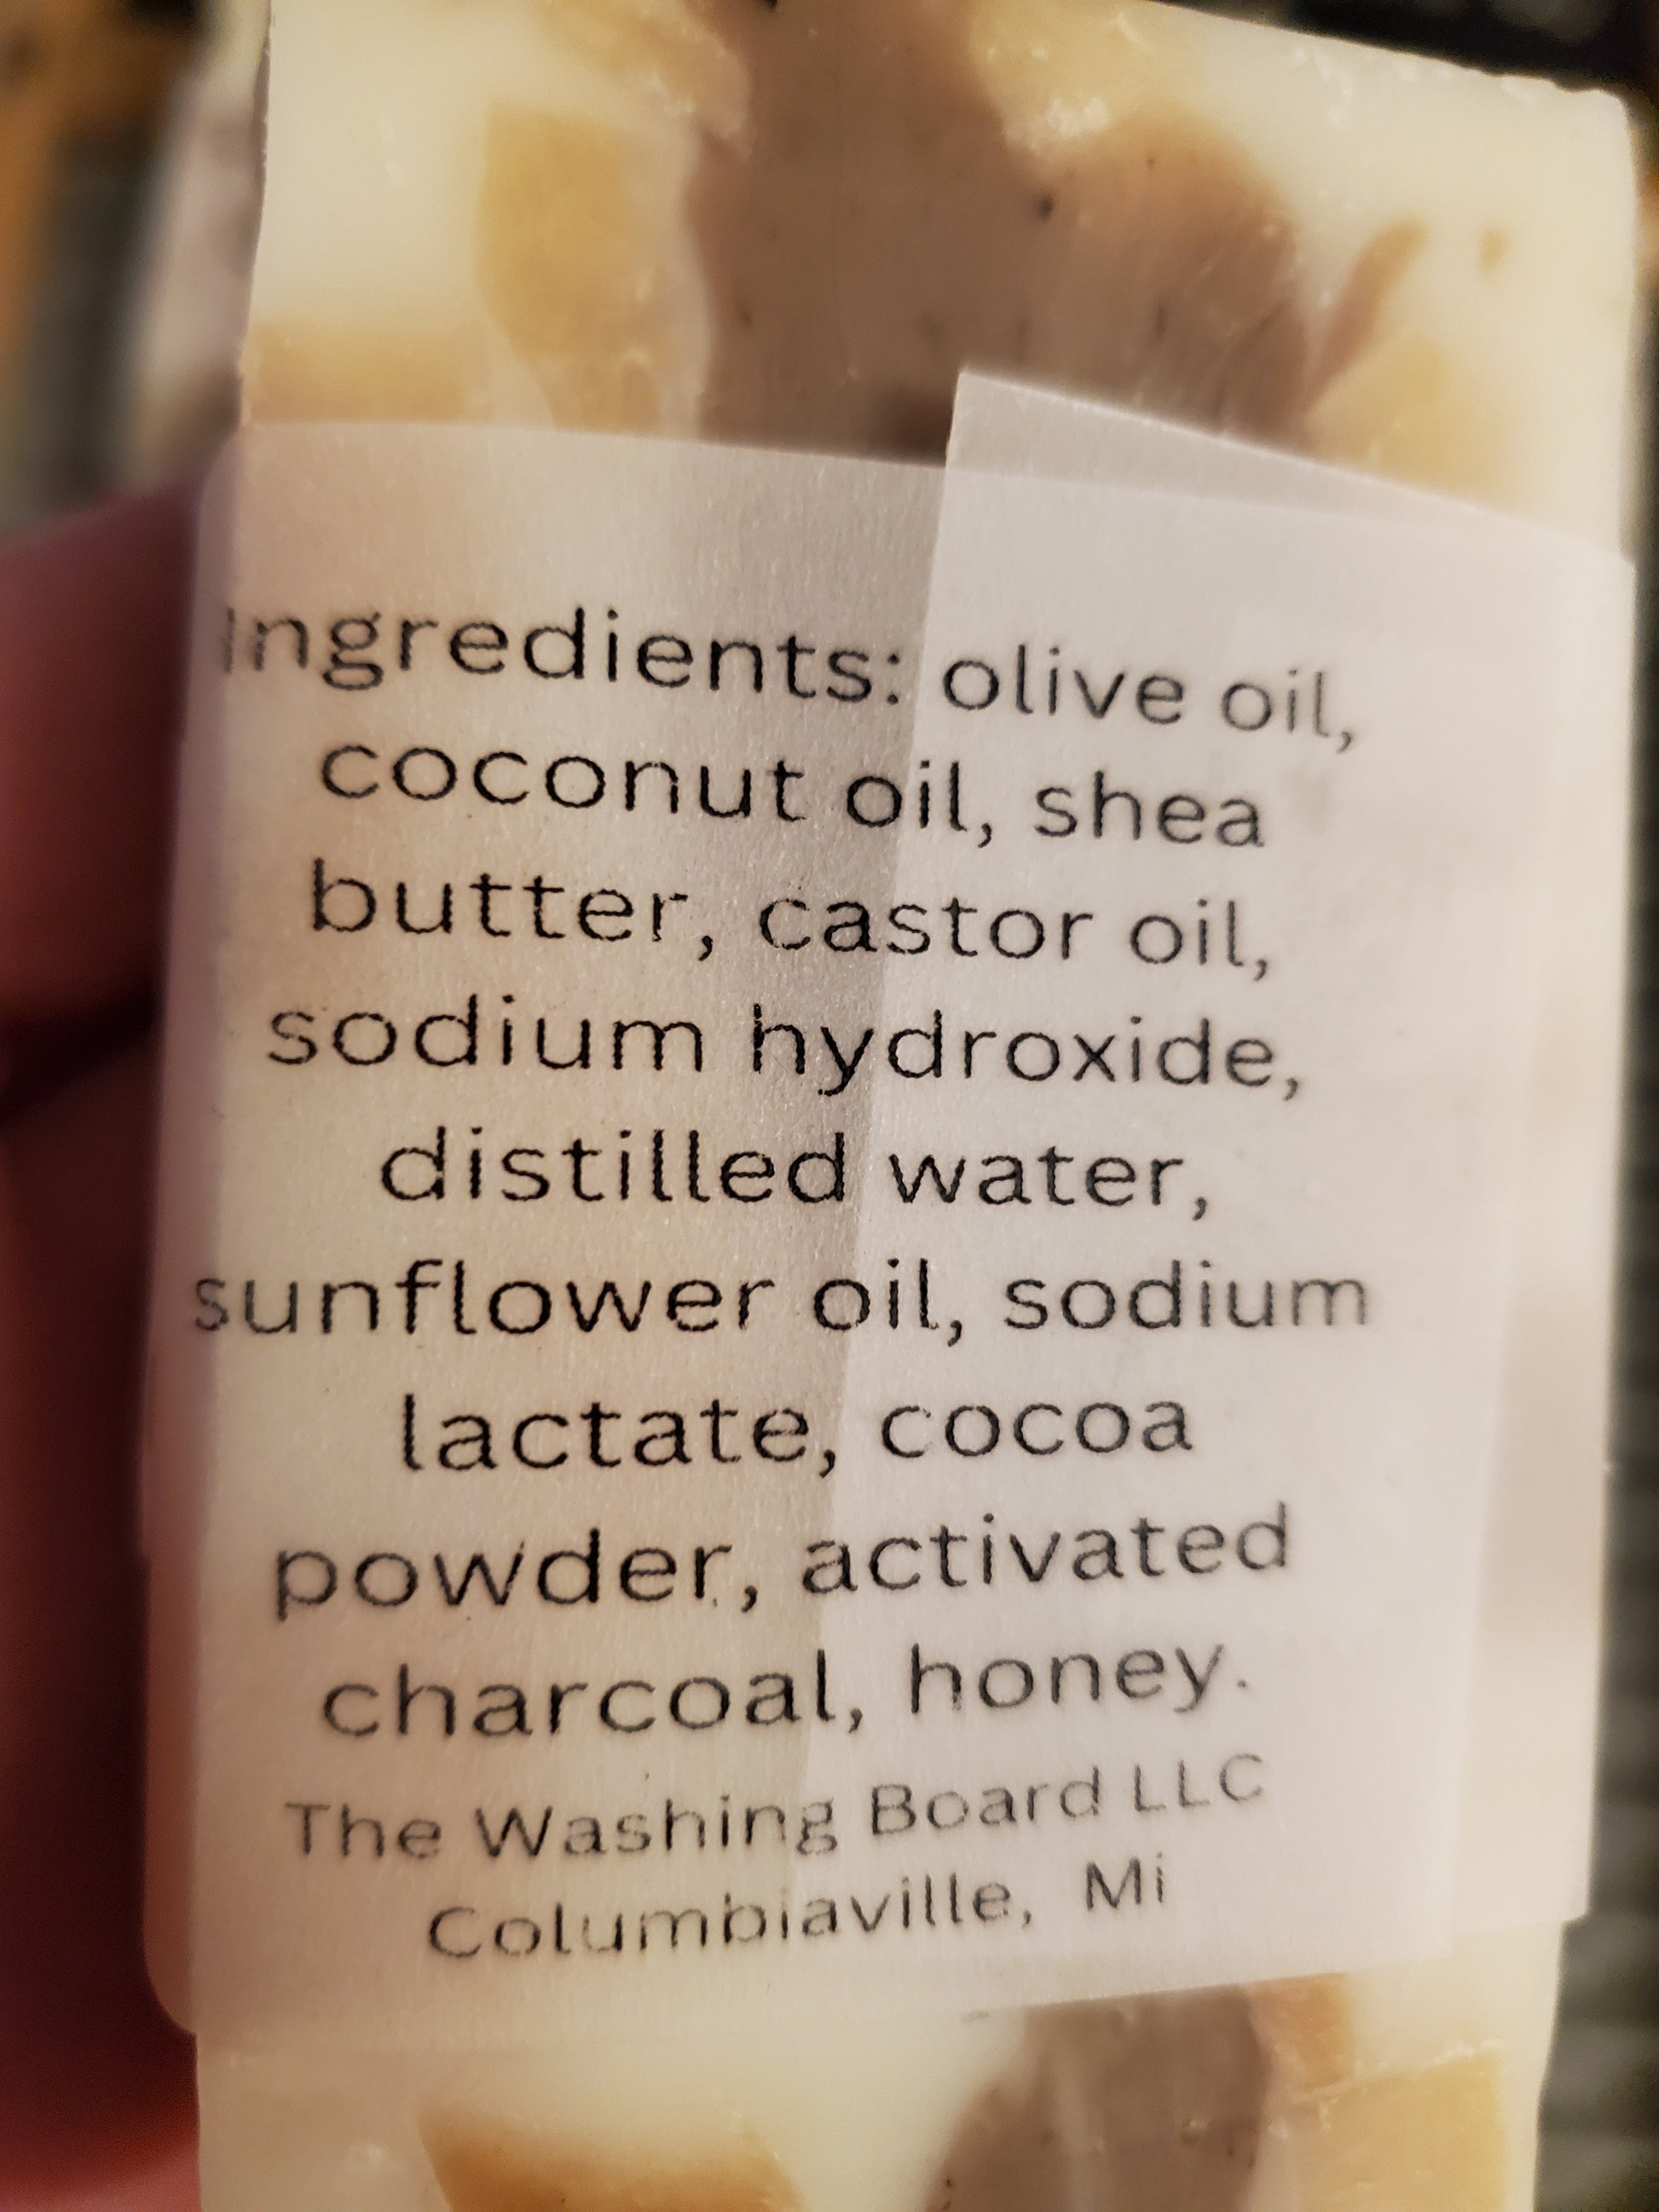 Ingredients: olive oil,
coconut oil, shea
butter, castor oil,
sodium hydroxide,
distilled water,
sunflower oil, sodium
lactate, cocoa
powder, activated
charcoal, honey.
The Washing Board LLC
Columbiaville, Mi